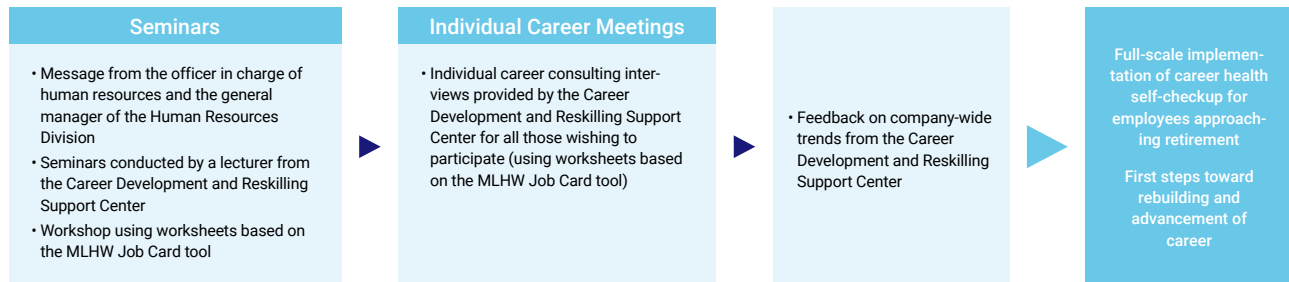 Seminars
• Message from the officer in charge of
human resources and the general
manager of the Human Resources
Division
• Seminars conducted by a lecturer from
the Career Development and Reskilling
Support Center
• Workshop using worksheets based on
the MLHW Job Card tool
Individual Career Meetings
• Individual career consulting inter-
views provided by the Career
Development and Reskilling Support
Center for all those wishing to
participate (using worksheets based
on the MLHW Job Card tool)
• Feedback on company-wide
trends from the Career
Development and Reskilling
Support Center
Full-scale implemen-
tation of career health
self-checkup for
employees approach-
ing retirement
First steps toward
rebuilding and
advancement of
career